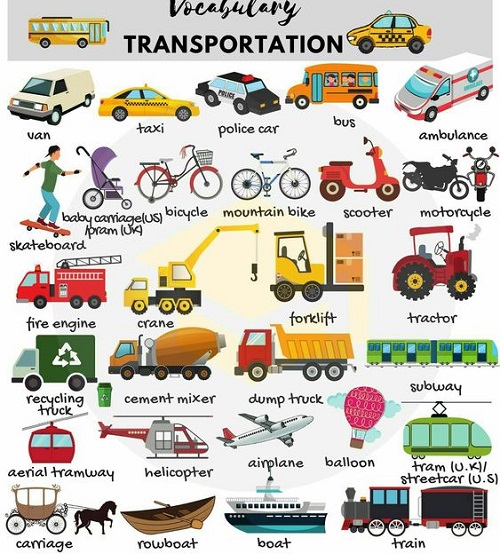 Vocabulary
TRANSPORTATION
van
taxi
POLICE
police car
bus
ambulance
skateboard
baby carriage(US)
/pram (UK)
bicycle
mountain bike
scooter
motorcycle
fire engine
crane
forklift
tractor
recycling
truck
cement mixer
dump truck
subway
aerial tramway
helicopter
airplane
balloon
tram (U.K)/
streetcar (U.S)
carriage
rowboat
boat
train